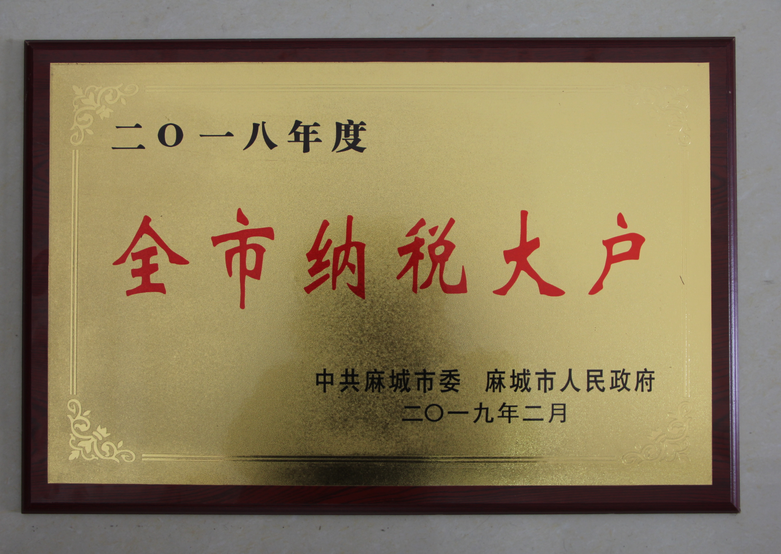 二〇一八年度
全市纳税大户
中共麻城市委 麻城市人民政府
二〇一九年二月